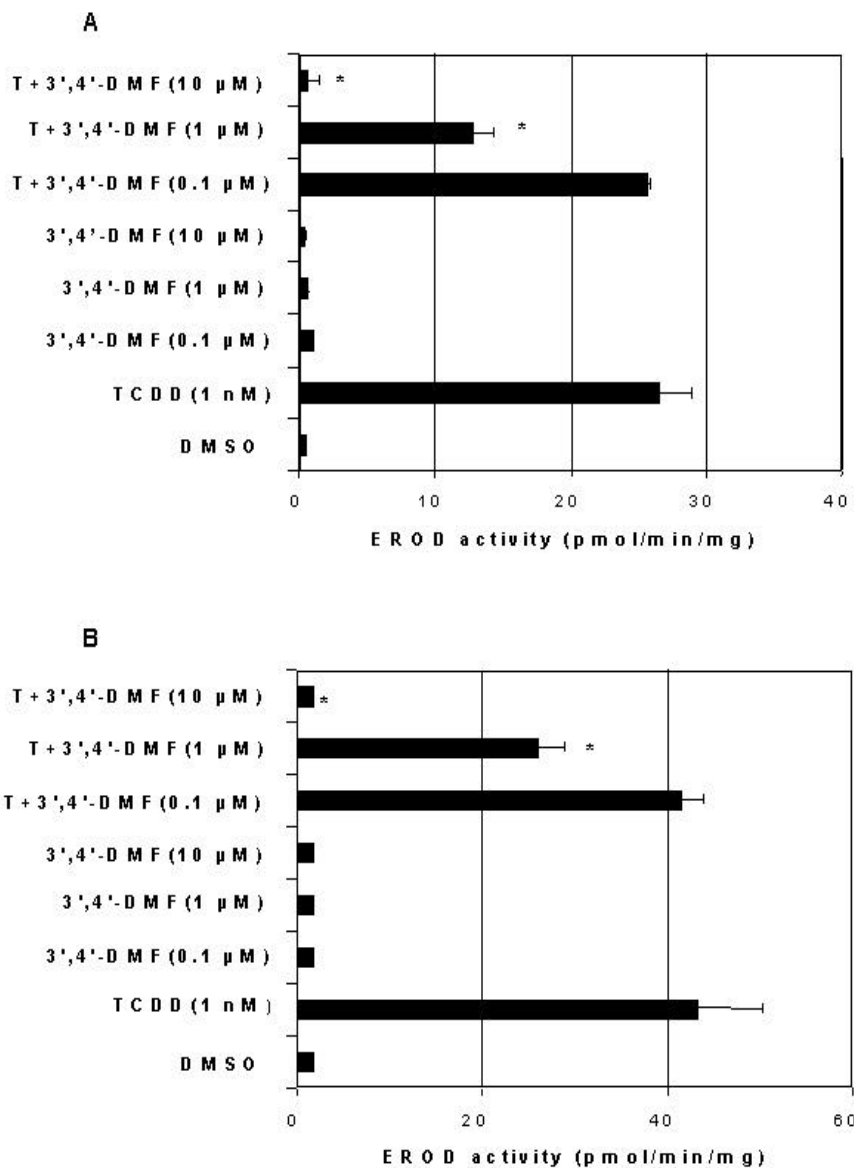 A
T+3',4'-DMF(10 µM) *
T+3',4'-DMF(1 µM) *
T+3',4'-DMF(0.1 µM)
3',4'-DMF(10 µM)
3',4'-DMF(1 µM)
3',4'-DMF(0.1 µM)
TCDD(1 nM)
DMSO
0 10 20 30 40
EROD activity (pmol/min/mg)
B
T+3',4'-DMF(10 µM) *
T+3',4'-DMF(1 µM) *
T+3',4'-DMF(0.1 µM)
3',4'-DMF(10 µM)
3',4'-DMF(1 µM)
3',4'-DMF(0.1 µM)
TCDD(1 nM)
DMSO
0 20 40 60
EROD activity (pmol/min/mg)